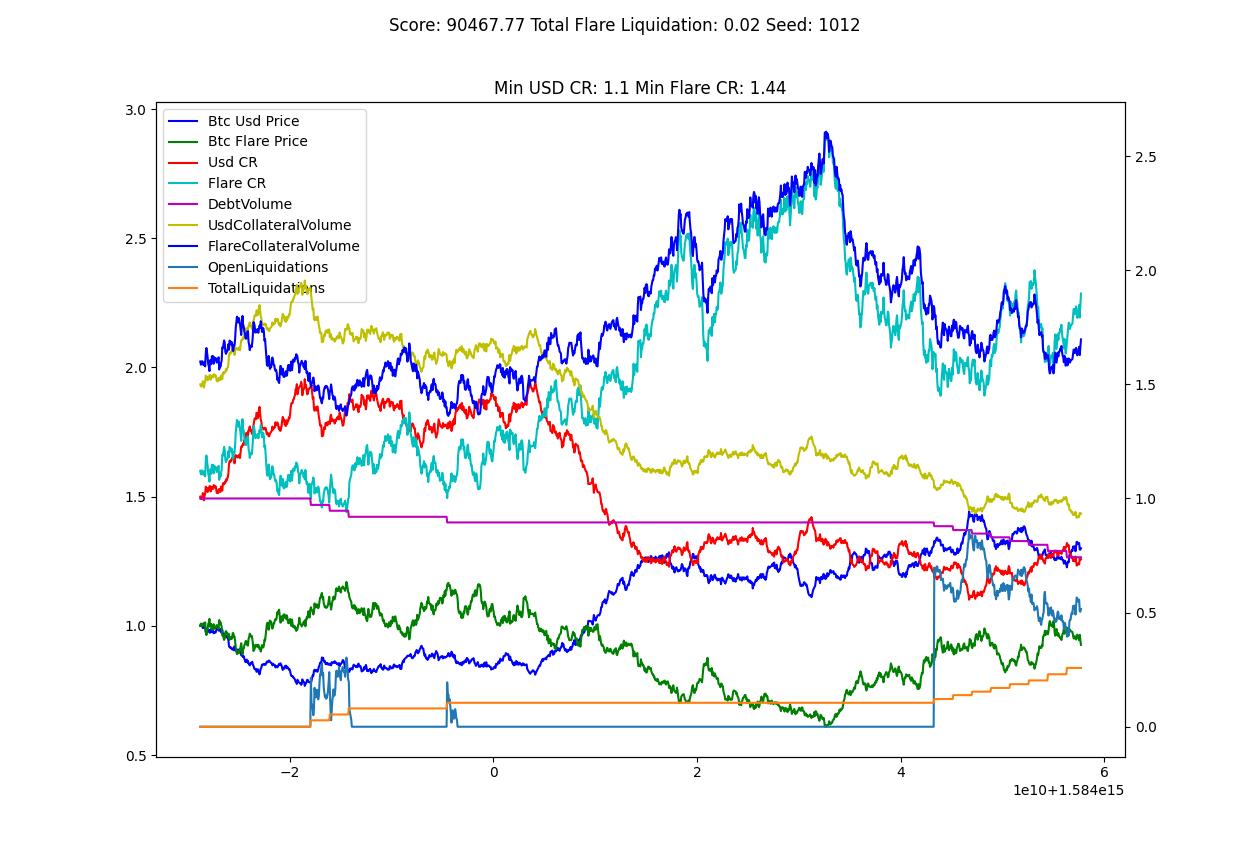 Score: 90467.77 Total Flare Liquidation: 0.02 Seed: 1012
Min USD CR: 1.1 Min Flare CR: 1.44
3.0
2.5
2.0
1.5
1.0
0.5
Btc Usd Price
Btc Flare Price
Usd CR
Flare CR
DebtVolume
UsdCollateralVolume
FlareCollateralVolume
OpenLiquidations
TotalLiquidations
2.5
2.0
1.5
1.0
0.5
0.0
−2 0 2 4 6
1e10+1.584e15